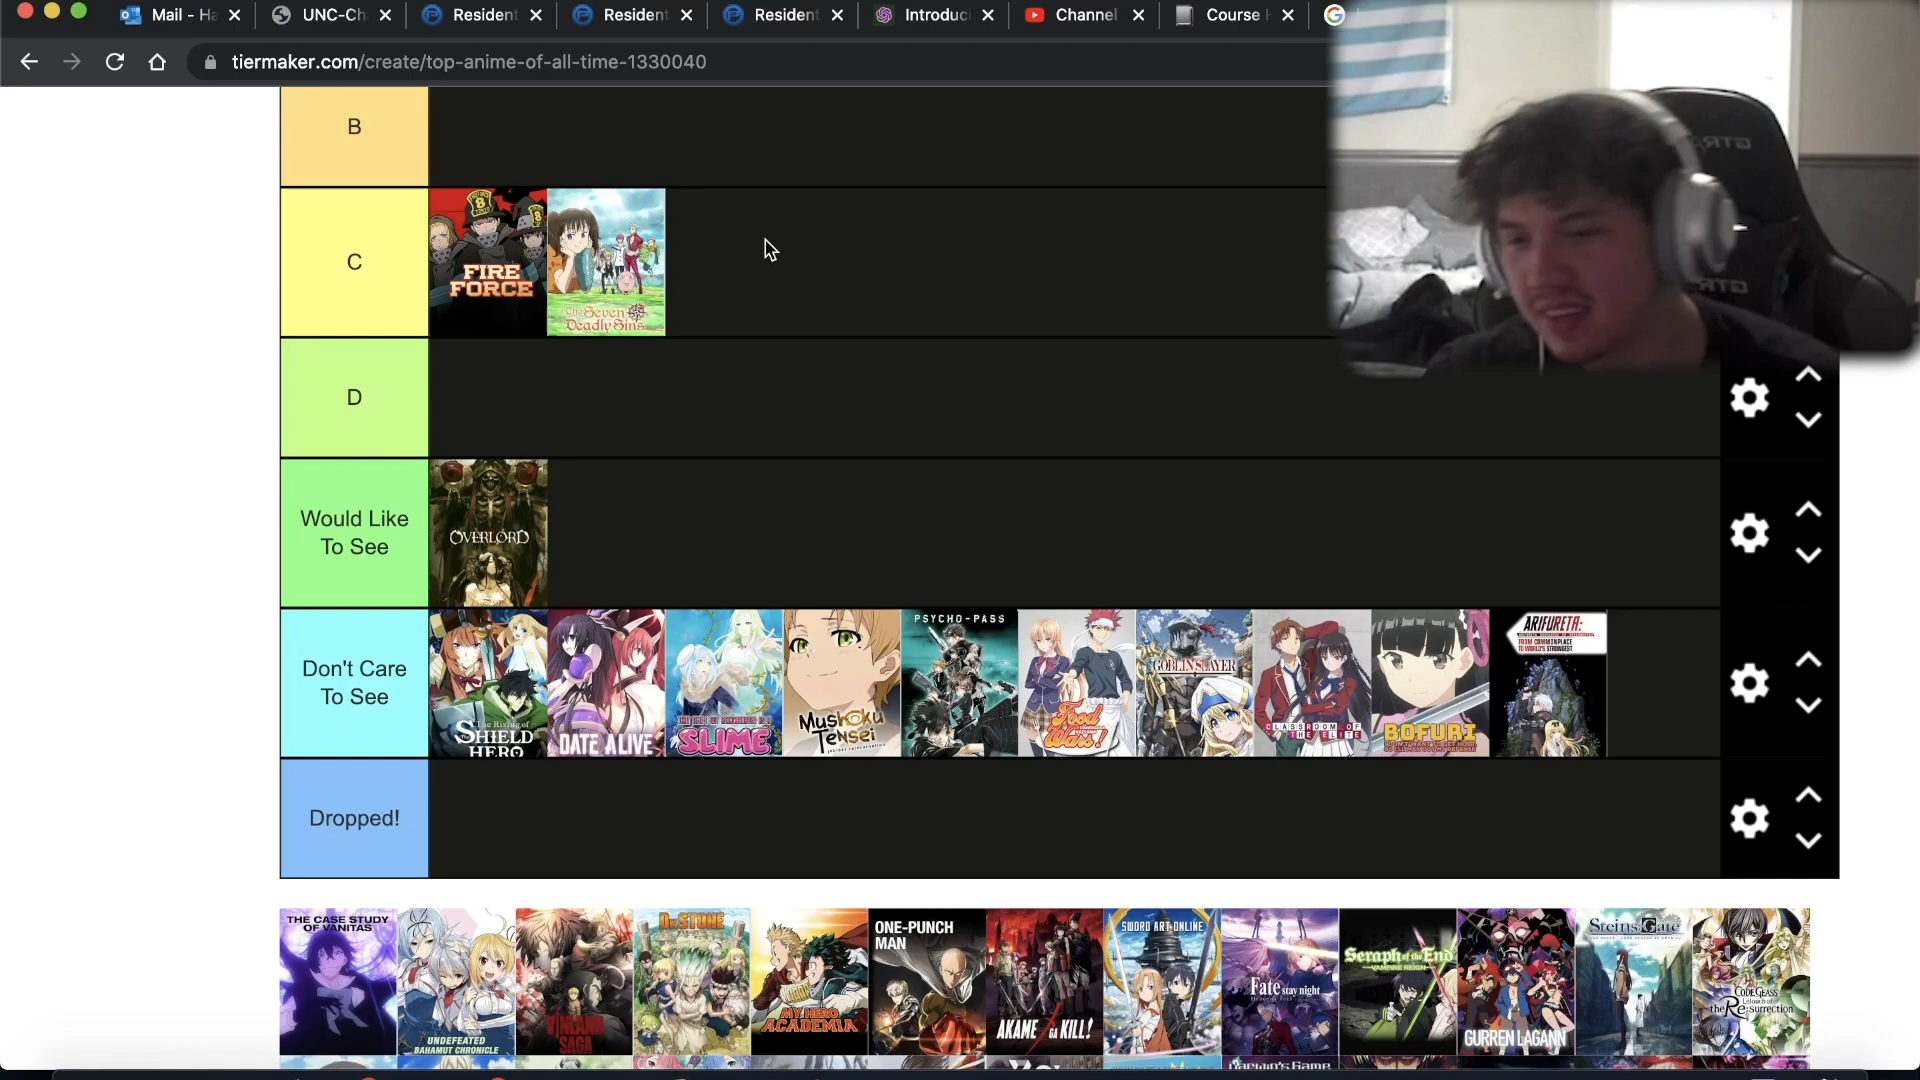 Mail - Ha
UNC-Ch
Resident
Resident
Resident
Introduc
Channel
Course
tiermaker.com/create/top-anime-of-all-time-1330040
B
C
FIRE
FORCE
The Seven
Deadly Sins
D
Would Like
To See
OVERLORD
Don't Care
To See
The Rising of
SHIELD
HERO
DATE A LIVE
SLIME
Mushoku
Tensei
PSYCHO-PASS
Food
Wars!
GOBLIN SLAYER
CLASSROOM OF
THE ELITE
BOFURI
ARIFURETA:
FROM COMMONPLACE
TO WORLD'S STRONGEST
Dropped!
THE CASE STUDY
OF VANITAS
UNDEFEATED
BAHAMUT CHRONICLE
VINLAND
SAGA
Dr.STONE
MY HERO
ACADEMIA
ONE-PUNCH
MAN
AKAME GA KILL!
SWORD ART ONLINE
Fate
stay night
Seraph of the End
VAMPIRE REIGN
GURREN LAGANN
Steins;Gate
CODE GEASS
Lelouch of
the Re;surrection
Darwin's Game
GTRA
GTRA